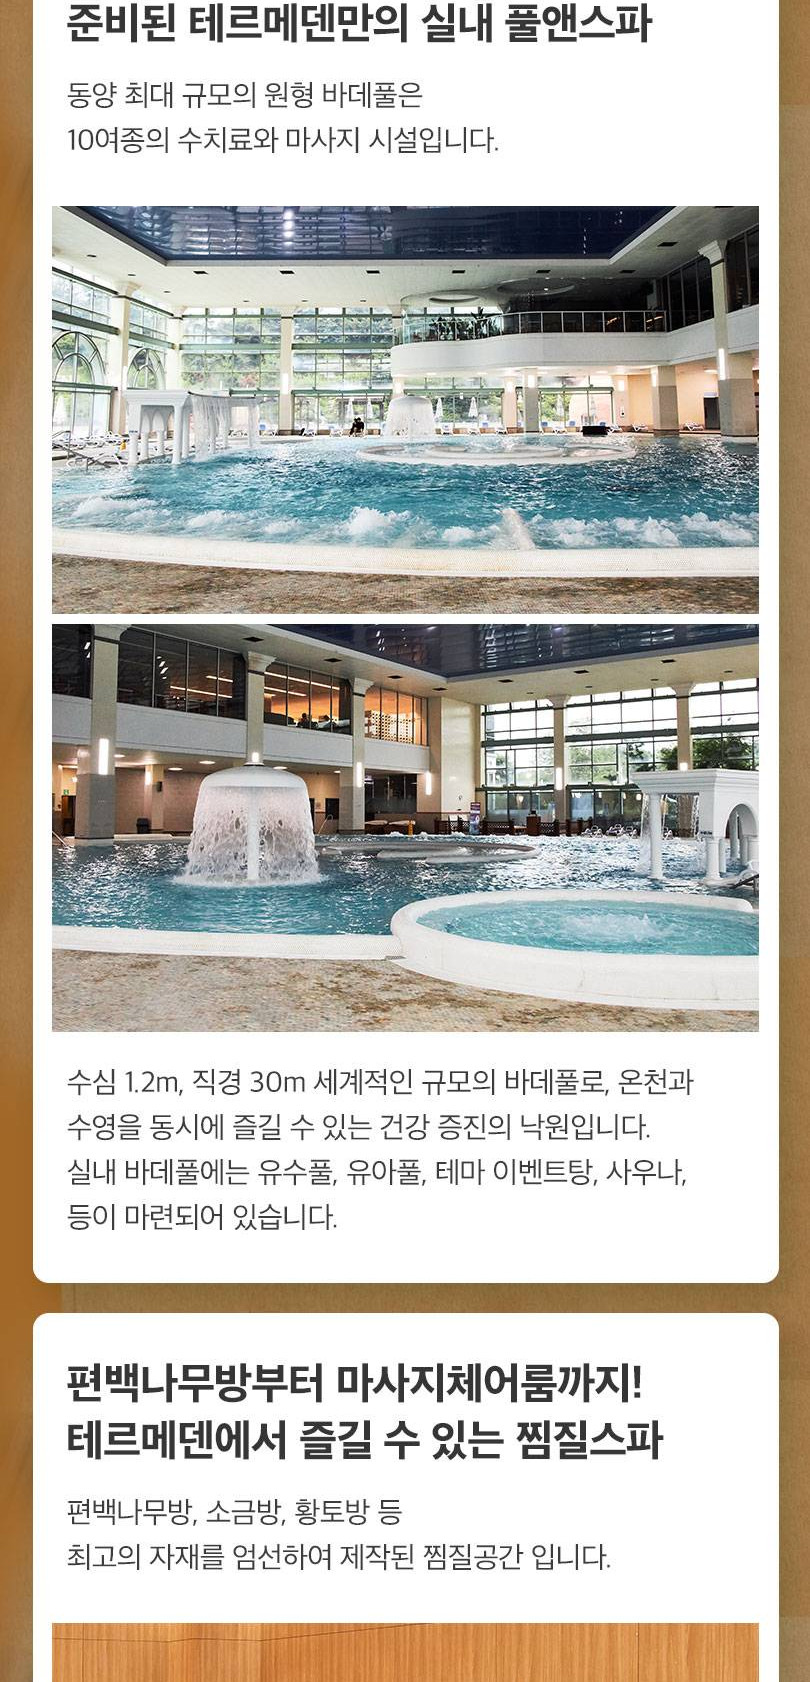 준비된 테르메덴만의 실내 풀앤스파
동양 최대 규모의 원형 바데풀은
10여종의 수치료와 마사지 시설입니다.
수심 1.2m, 직경 30m 세계적인 규모의 바데풀로, 온천과
수영을 동시에 즐길 수 있는 건강 증진의 낙원입니다.
실내 바데풀에는 유수풀, 유아풀, 테마 이벤트탕, 사우나,
등이 마련되어 있습니다.
편백나무방부터 마사지체어룸까지!
테르메덴에서 즐길 수 있는 찜질스파
편백나무방, 소금방, 황토방 등
최고의 자재를 엄선하여 제작된 찜질공간 입니다.